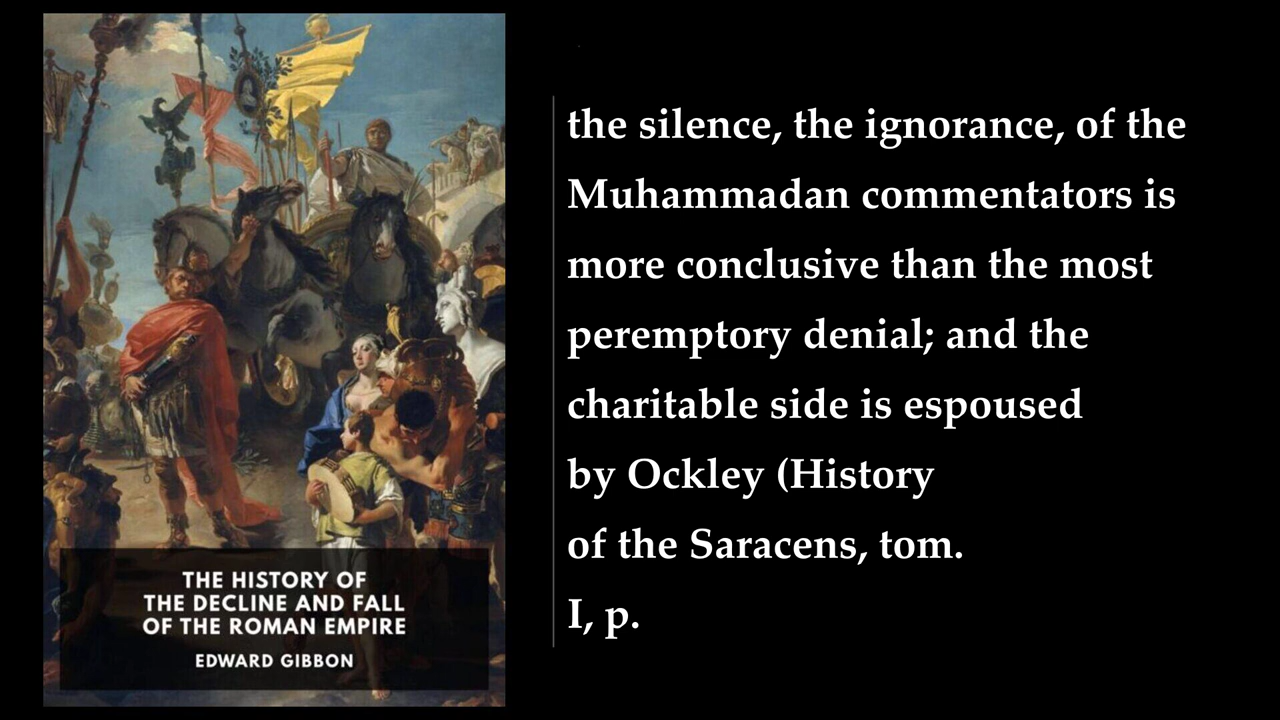 THE HISTORY OF
THE DECLINE AND FALL
OF THE ROMAN EMPIRE
EDWARD GIBBON
the silence, the ignorance, of the
Muhammadan commentators is
more conclusive than the most
peremptory denial; and the
charitable side is espoused
by Ockley (History
of the Saracens, tom.
I, p.